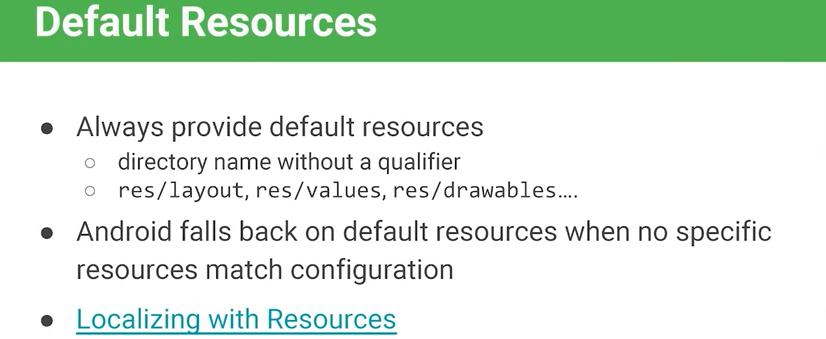 Default Resources
● Always provide default resources
○ directory name without a qualifier
○ res/layout, res/values, res/drawables….
● Android falls back on default resources when no specific
resources match configuration
● Localizing with Resources